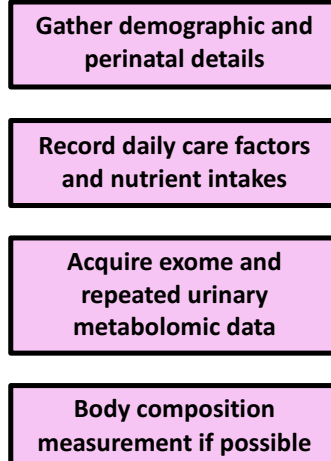 Gather demographic and
perinatal details
Record daily care factors
and nutrient intakes
Acquire exome and
repeated urinary
metabolomic data
Body composition
measurement if possible